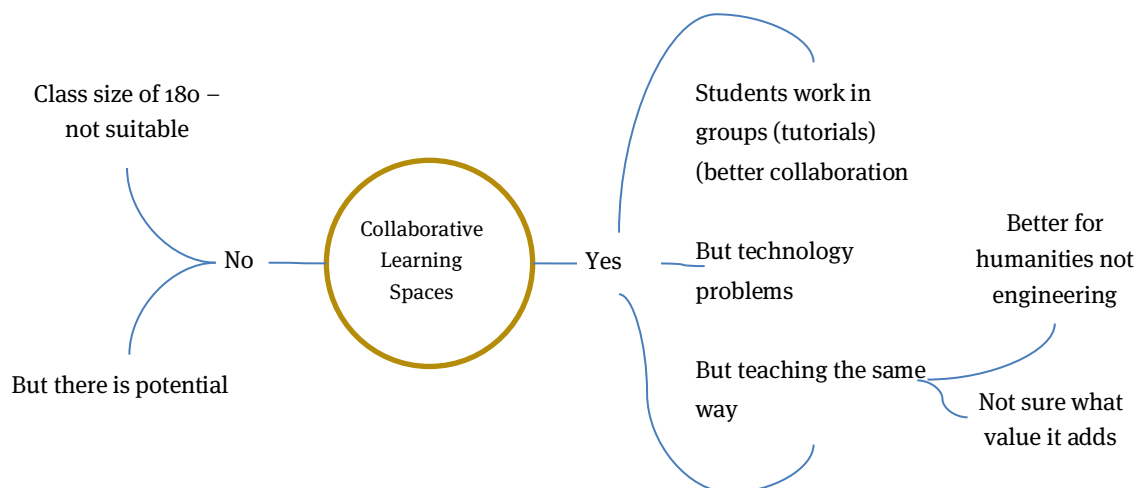 Class size of 180 –
not suitable
No
But there is potential
Collaborative
Learning
Spaces
Yes
Students work in
groups (tutorials)
(better collaboration
But technology
problems
But teaching the same
way
Better for
humanities not
engineering
Not sure what
value it adds